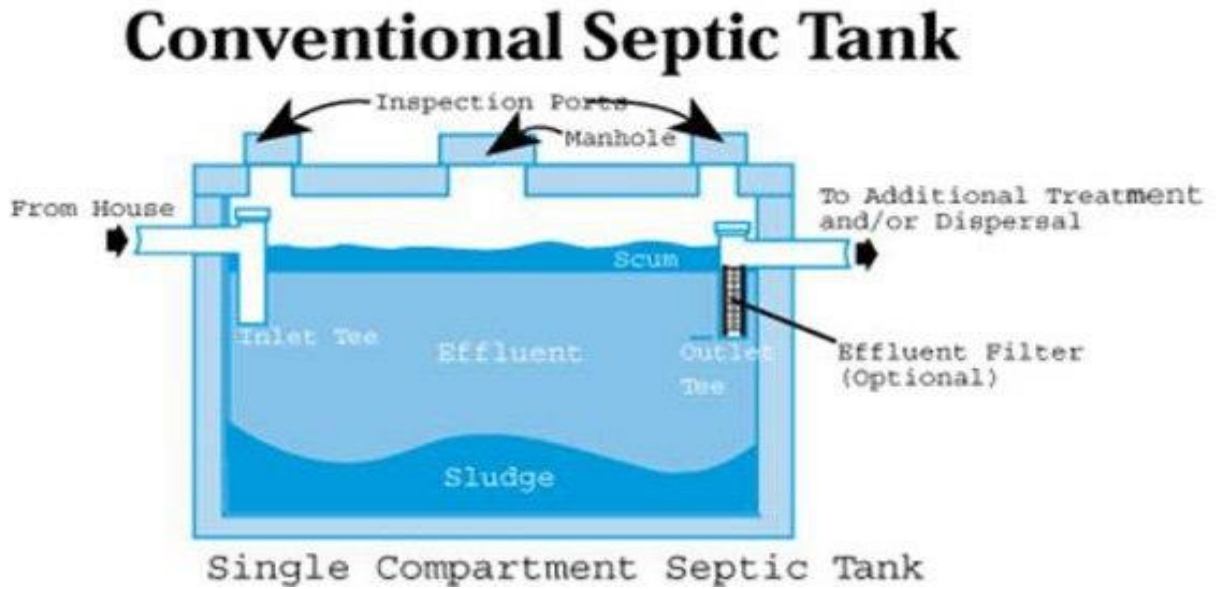 Conventional Septic Tank
Inspection Ports
Manhole
From House
To Additional Treatment
and/or Dispersal
Scum
Inlet Tee
Effluent
Outlet
Tee
Effluent Filter
(Optional)
Sludge
Single Compartment Septic Tank